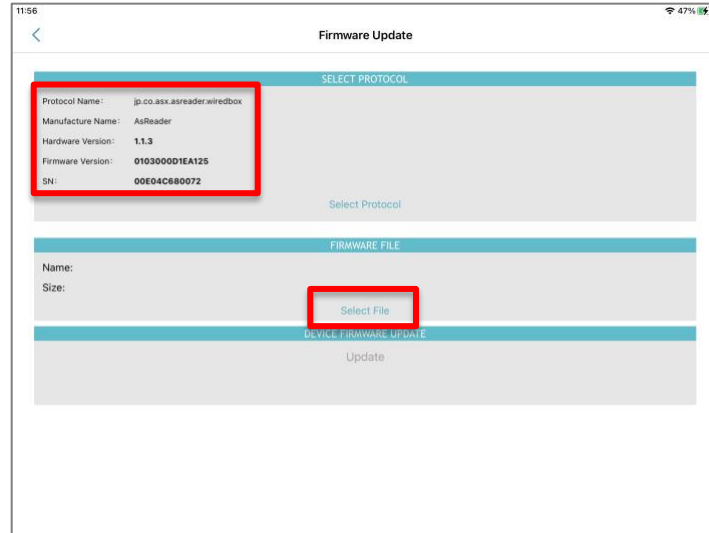 11:56
47%
Firmware Update
SELECT PROTOCOL
Protocol Name: jp.co.asx.asreader.wiredbox
Manufacture Name: AsReader
Hardware Version: 1.1.3
Firmware Version: 0103000D1EA125
SN: 00E04C680072
Select Protocol
FIRMWARE FILE
Name:
Size:
Select File
DEVICE FIRMWARE UPDATE
Update